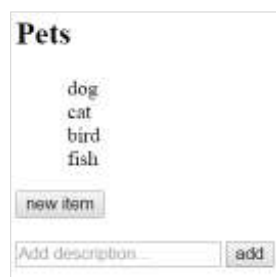 Pets
dog
cat
bird
fish
new item
Add description... add